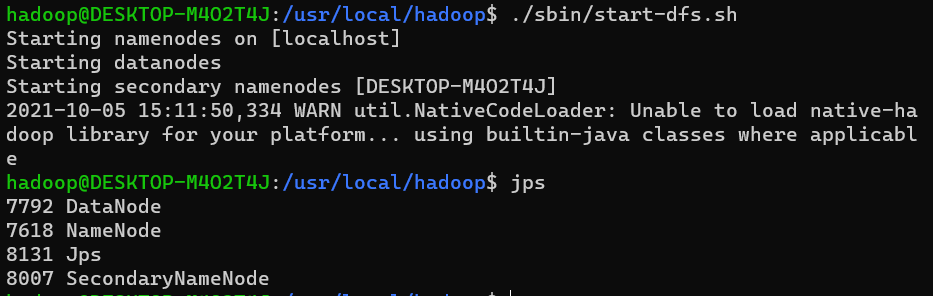 hadoop@DESKTOP-M4O2T4J:/usr/local/hadoop$ ./sbin/start-dfs.sh
Starting namenodes on [localhost]
Starting datanodes
Starting secondary namenodes [DESKTOP-M4O2T4J]
2021-10-05 15:11:50,334 WARN util.NativeCodeLoader: Unable to load native-ha
doop library for your platform... using builtin-java classes where applicabl
e
hadoop@DESKTOP-M4O2T4J:/usr/local/hadoop$ jps
7792 DataNode
7618 NameNode
8131 Jps
8007 SecondaryNameNode